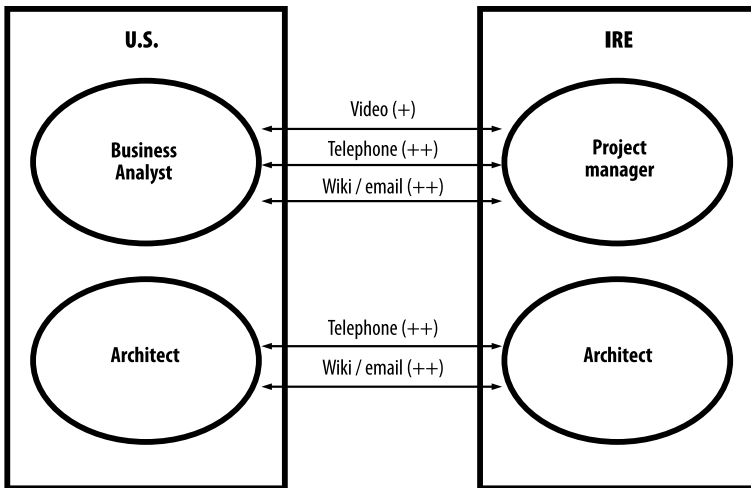 U.S.
IRE
Business
Analyst
Video (+)
Telephone (++)
Wiki / email (++)
Project
manager
Architect
Telephone (++)
Wiki / email (++)
Architect